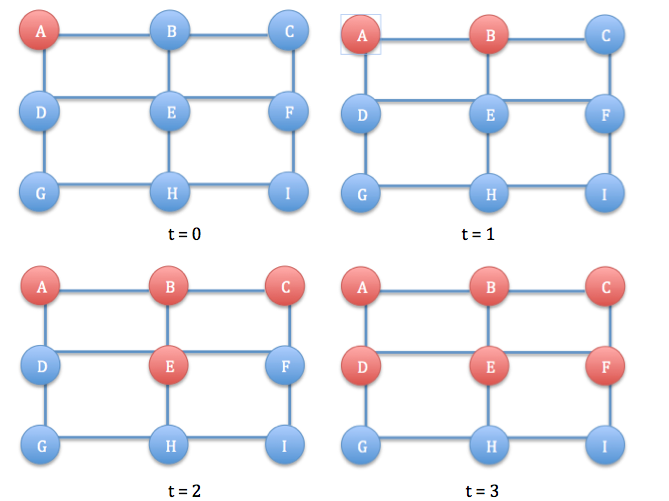 A B C A B C
D E F D E F
G H I G H I
t = 0 t = 1
A B C A B C
D E F D E F
G H I G H I
t = 2 t = 3